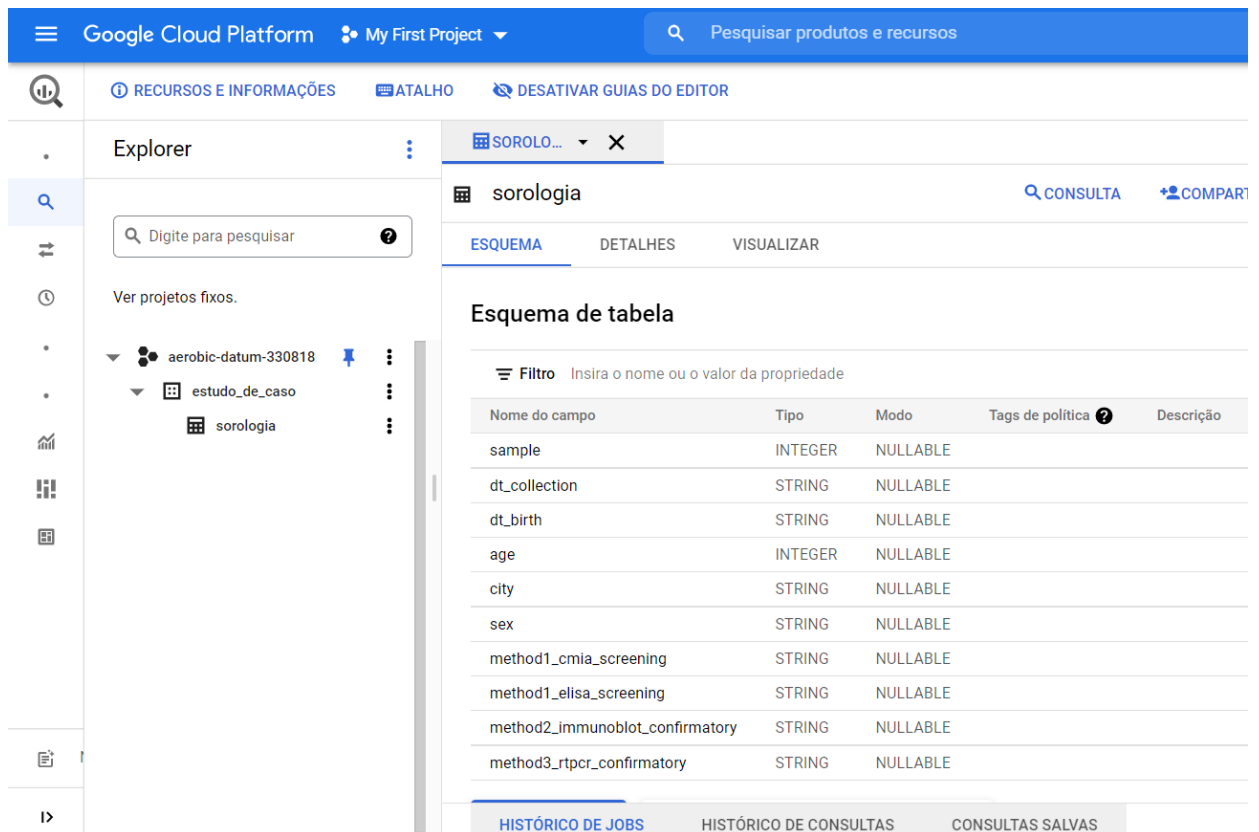 Google Cloud Platform My First Project Pesquisar produtos e recursos
RECURSOS E INFORMAÇÕES ATALHO DESATIVAR GUIAS DO EDITOR
Explorer
Digite para pesquisar
Ver projetos fixos.
aerobic-datum-330818
estudo_de_caso
sorologia
SOROLO...
sorologia CONSULTA COMPART
ESQUEMA DETALHES VISUALIZAR
Esquema de tabela
Filtro Insira o nome ou o valor da propriedade
Nome do campo Tipo Modo Tags de política Descrição
sample INTEGER NULLABLE
dt_collection STRING NULLABLE
dt_birth STRING NULLABLE
age INTEGER NULLABLE
city STRING NULLABLE
sex STRING NULLABLE
method1_cmia_screening STRING NULLABLE
method1_elisa_screening STRING NULLABLE
method2_immunoblot_confirmatory STRING NULLABLE
method3_rtpcr_confirmatory STRING NULLABLE
HISTÓRICO DE JOBS HISTÓRICO DE CONSULTAS CONSULTAS SALVAS